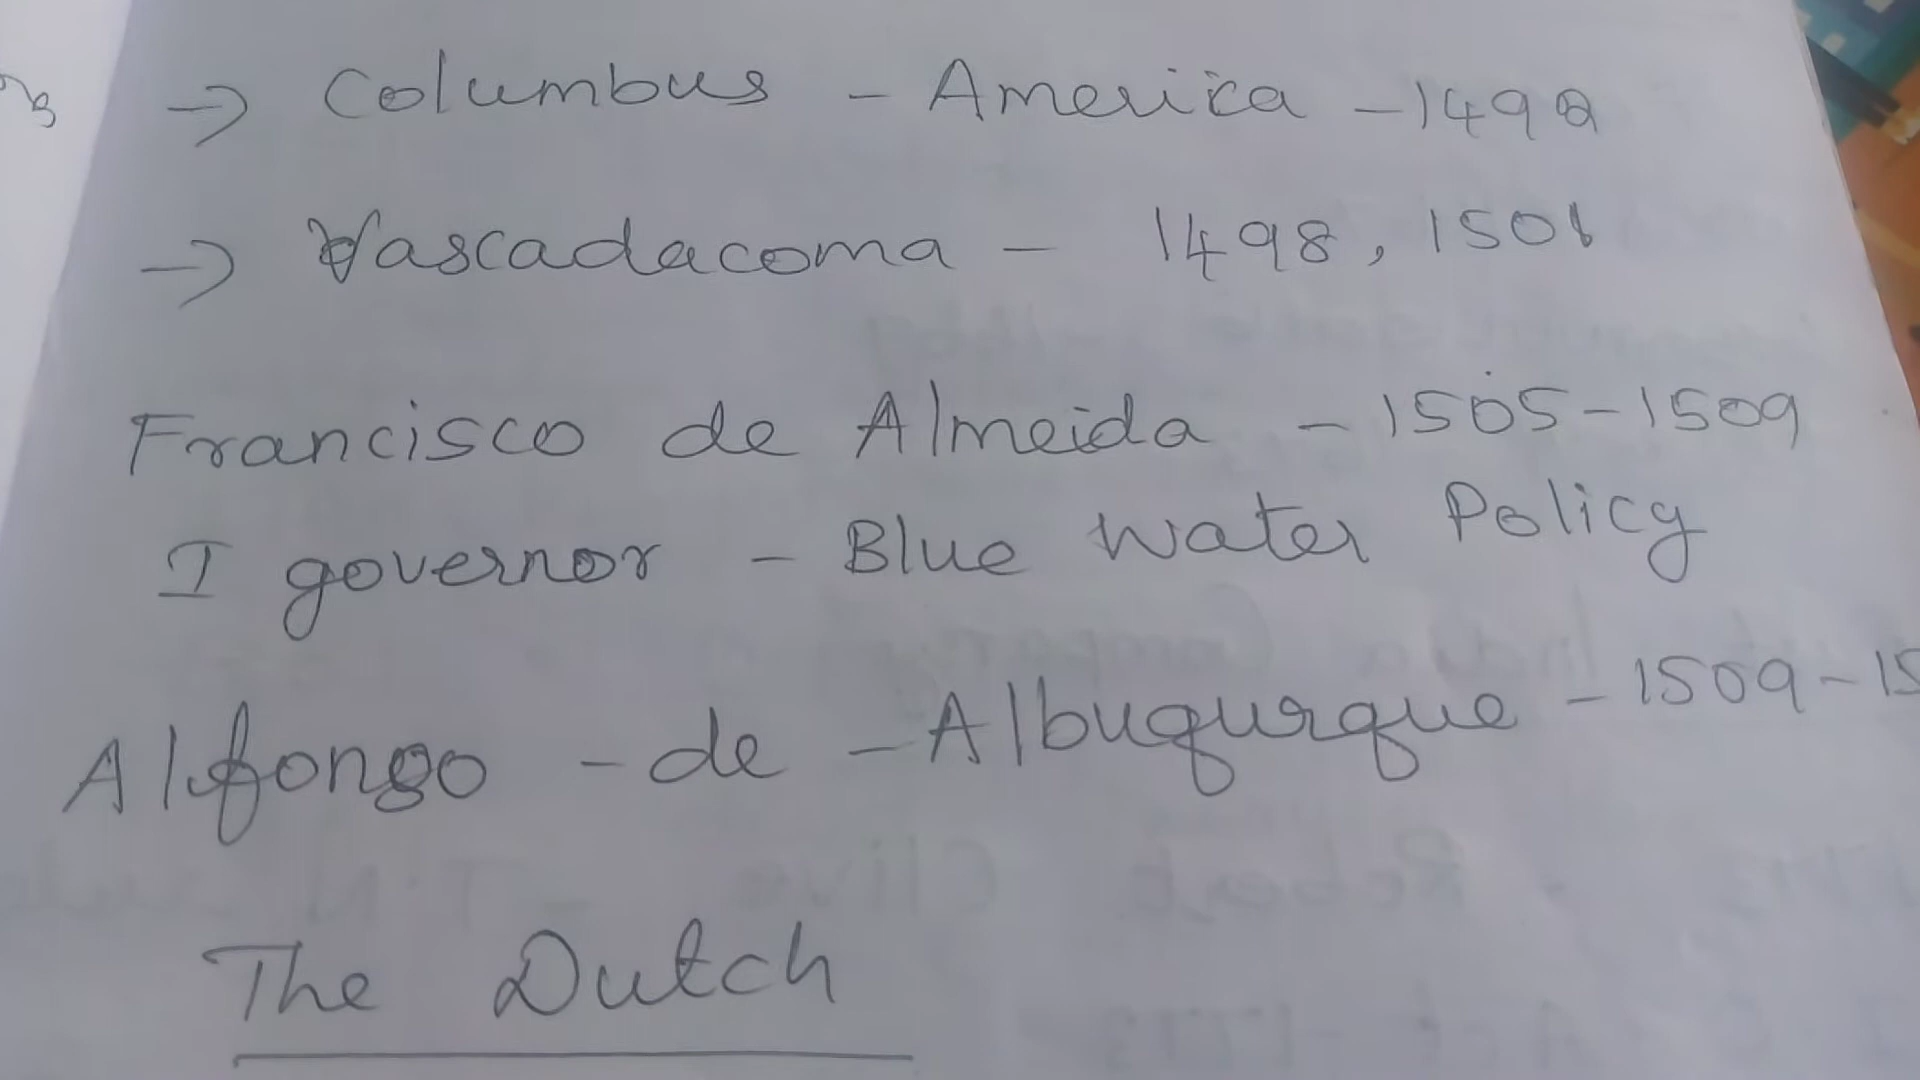 → Columbus - America - 1492
→ Vascadacoma - 1498, 1501
Francisco de Almeida - 1505-1509
I governor - Blue Water Policy
Alfonso - de - Albuqurque - 1509-15
The Dutch